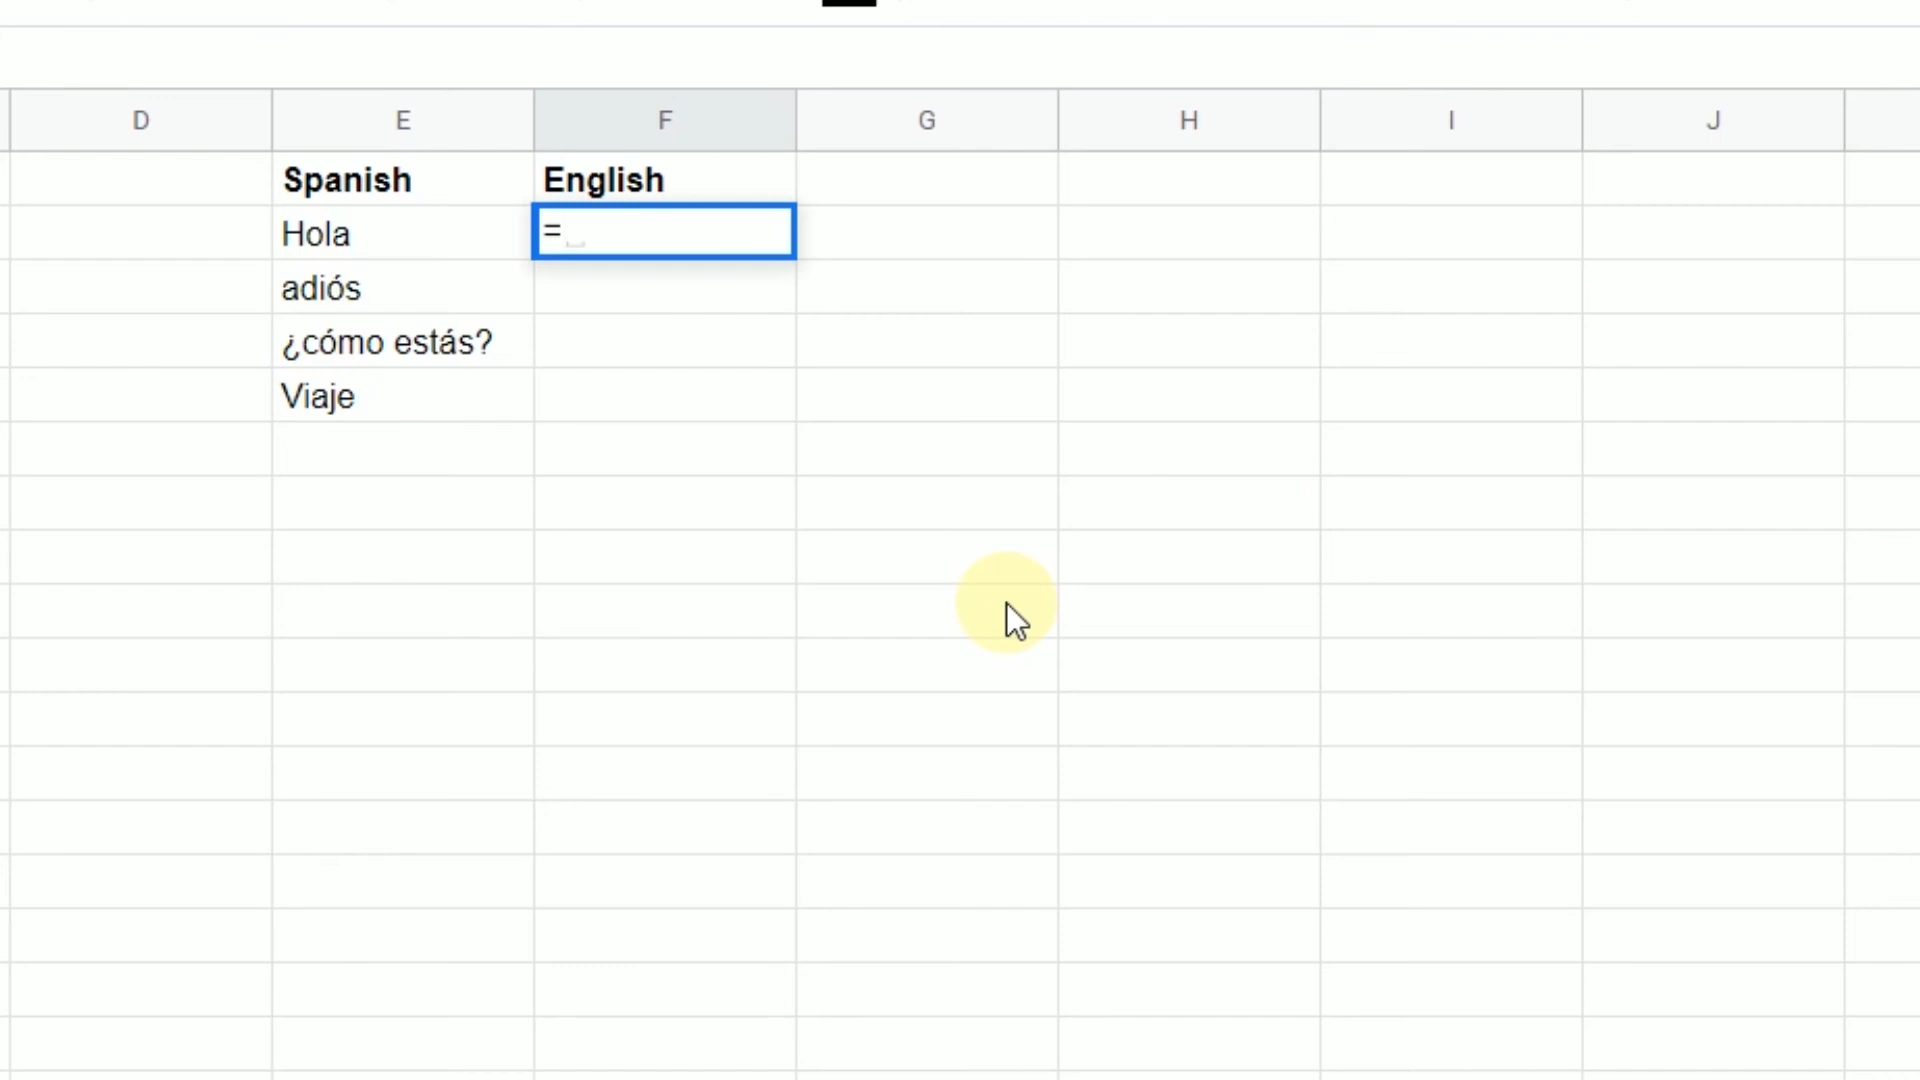 D E F G H I J
Spanish English
Hola =
adiós
¿cómo estás?
Viaje